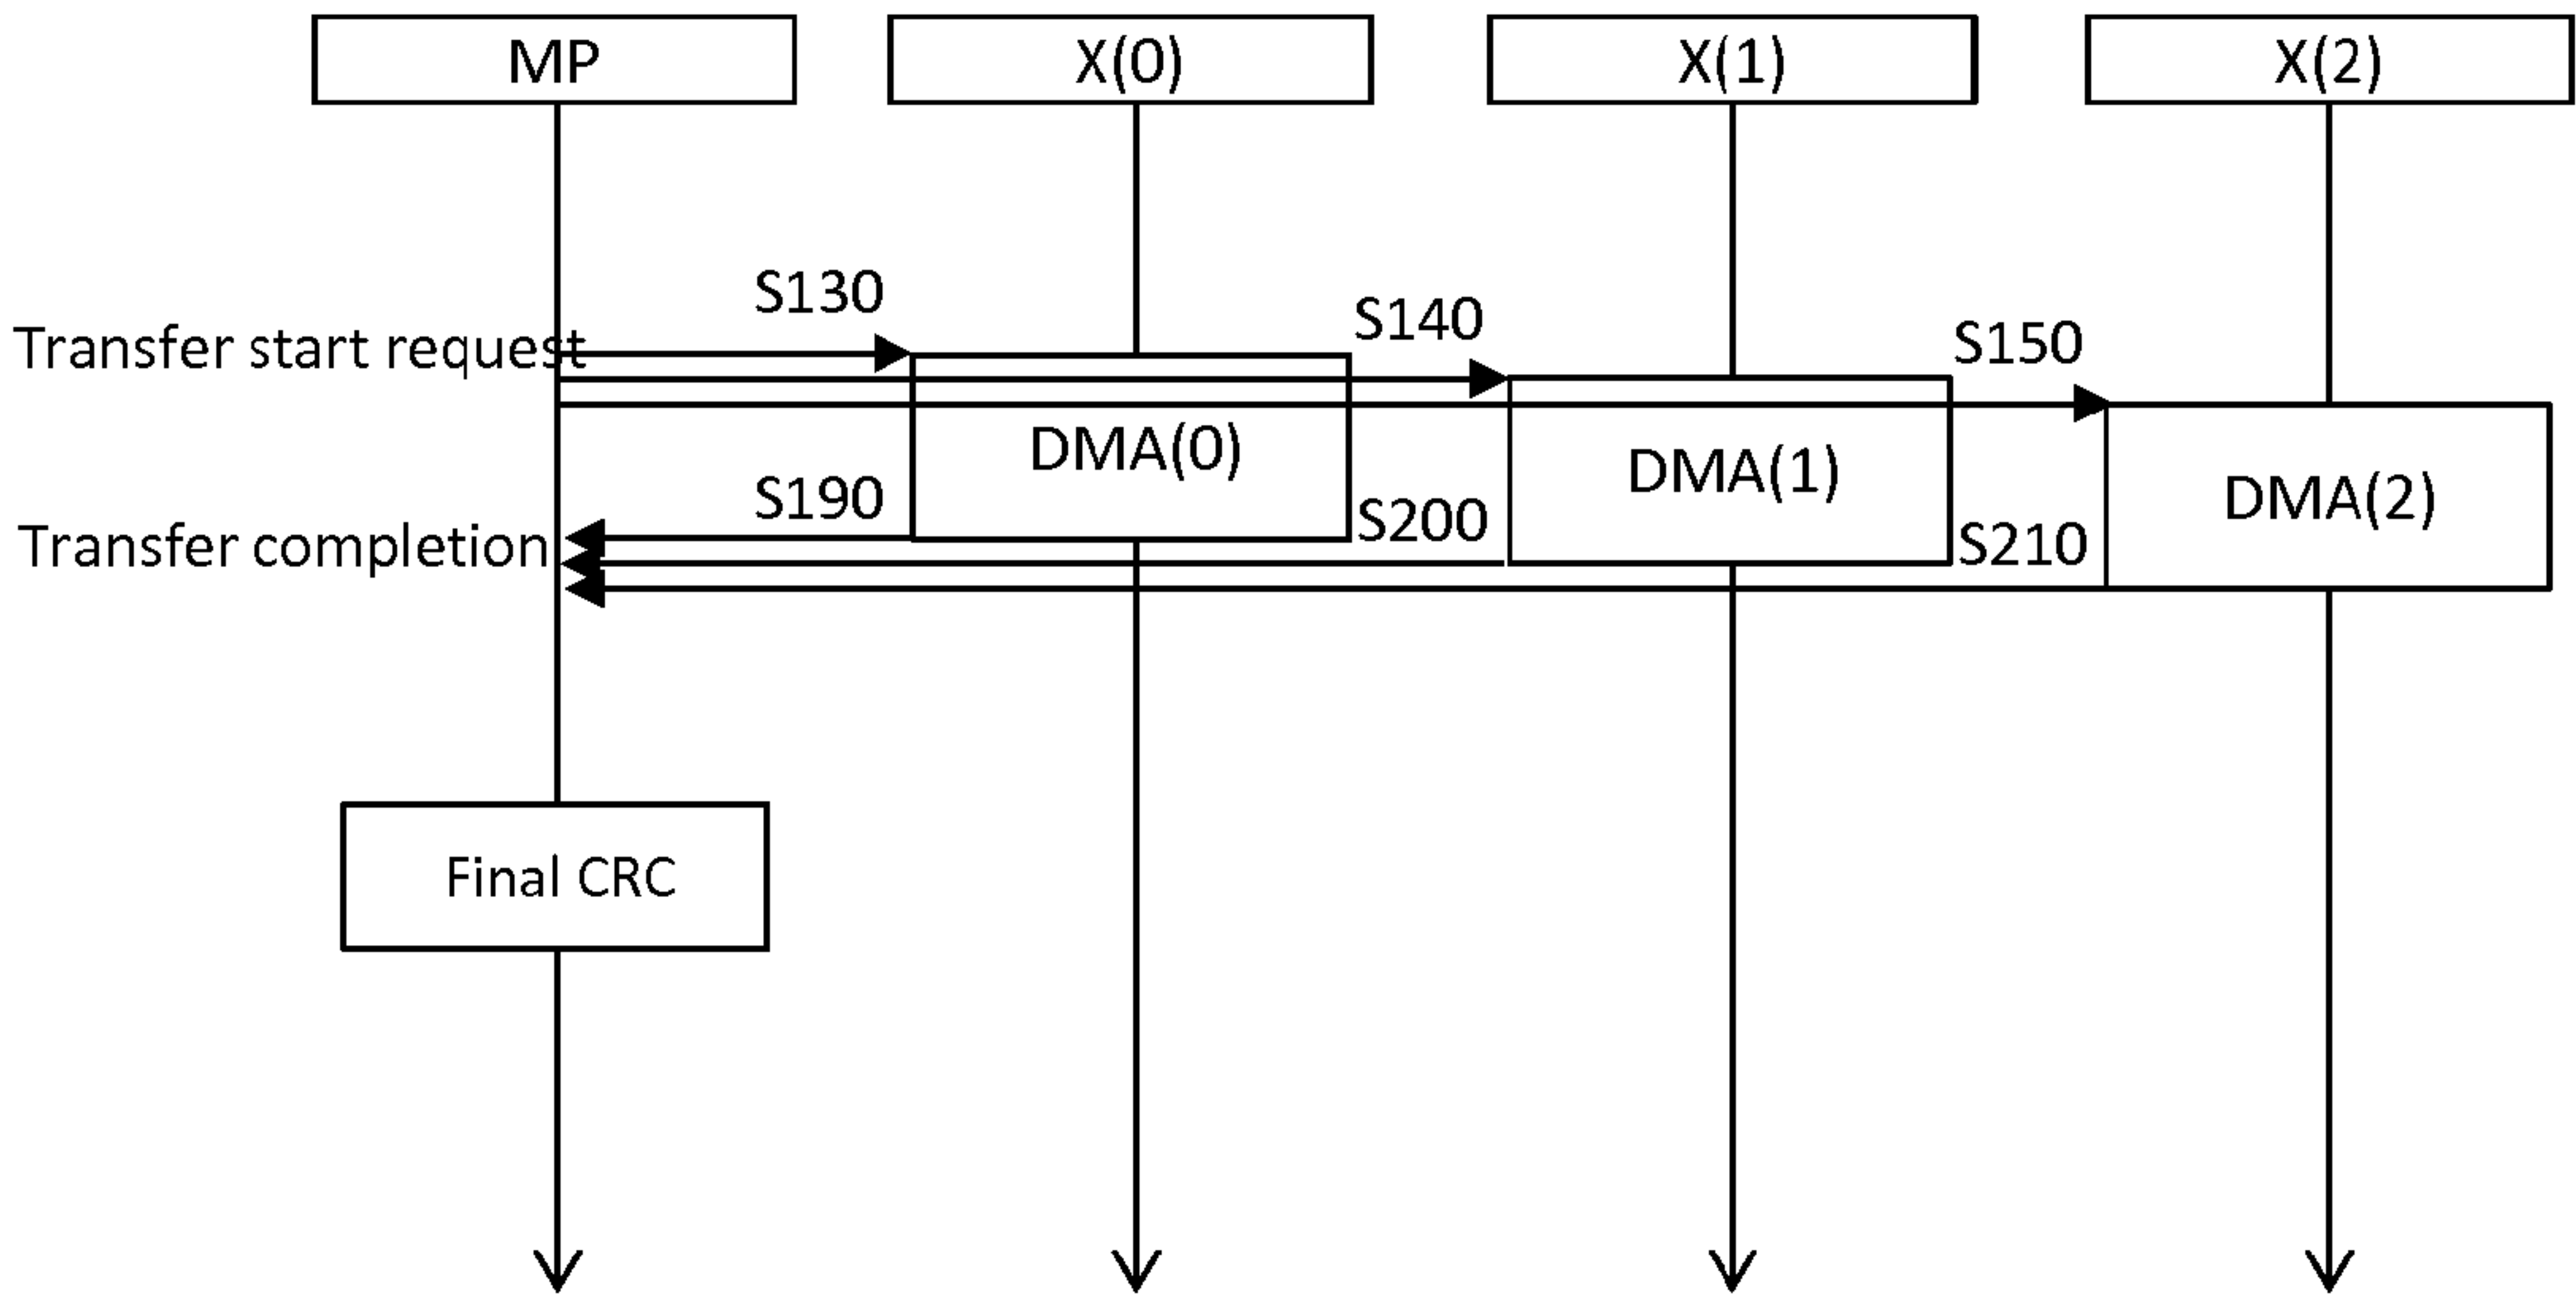 MP
X(0)
X(1)
X(2)
S130
S140
S150
Transfer start request
DMA(0)
DMA(1)
DMA(2)
S190
S200
S210
Transfer completion
Final CRC